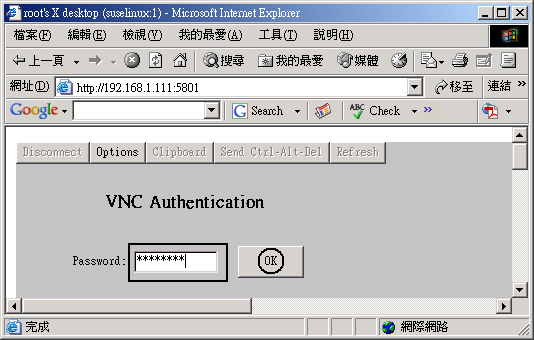 root's X desktop (suselinux:1) - Microsoft Internet Explorer
檔案(F) 編輯(E) 檢視(V) 我的最愛(A) 工具(T) 說明(H)
上一頁 搜尋 我的最愛 媒體
網址(D) http://192.168.1.111:5801 移至 連結 »
Google Search ABC Check »
Disconnect Options Clipboard Send Ctrl-Alt-Del Refresh
VNC Authentication
Password: ******** OK
完成 網際網路